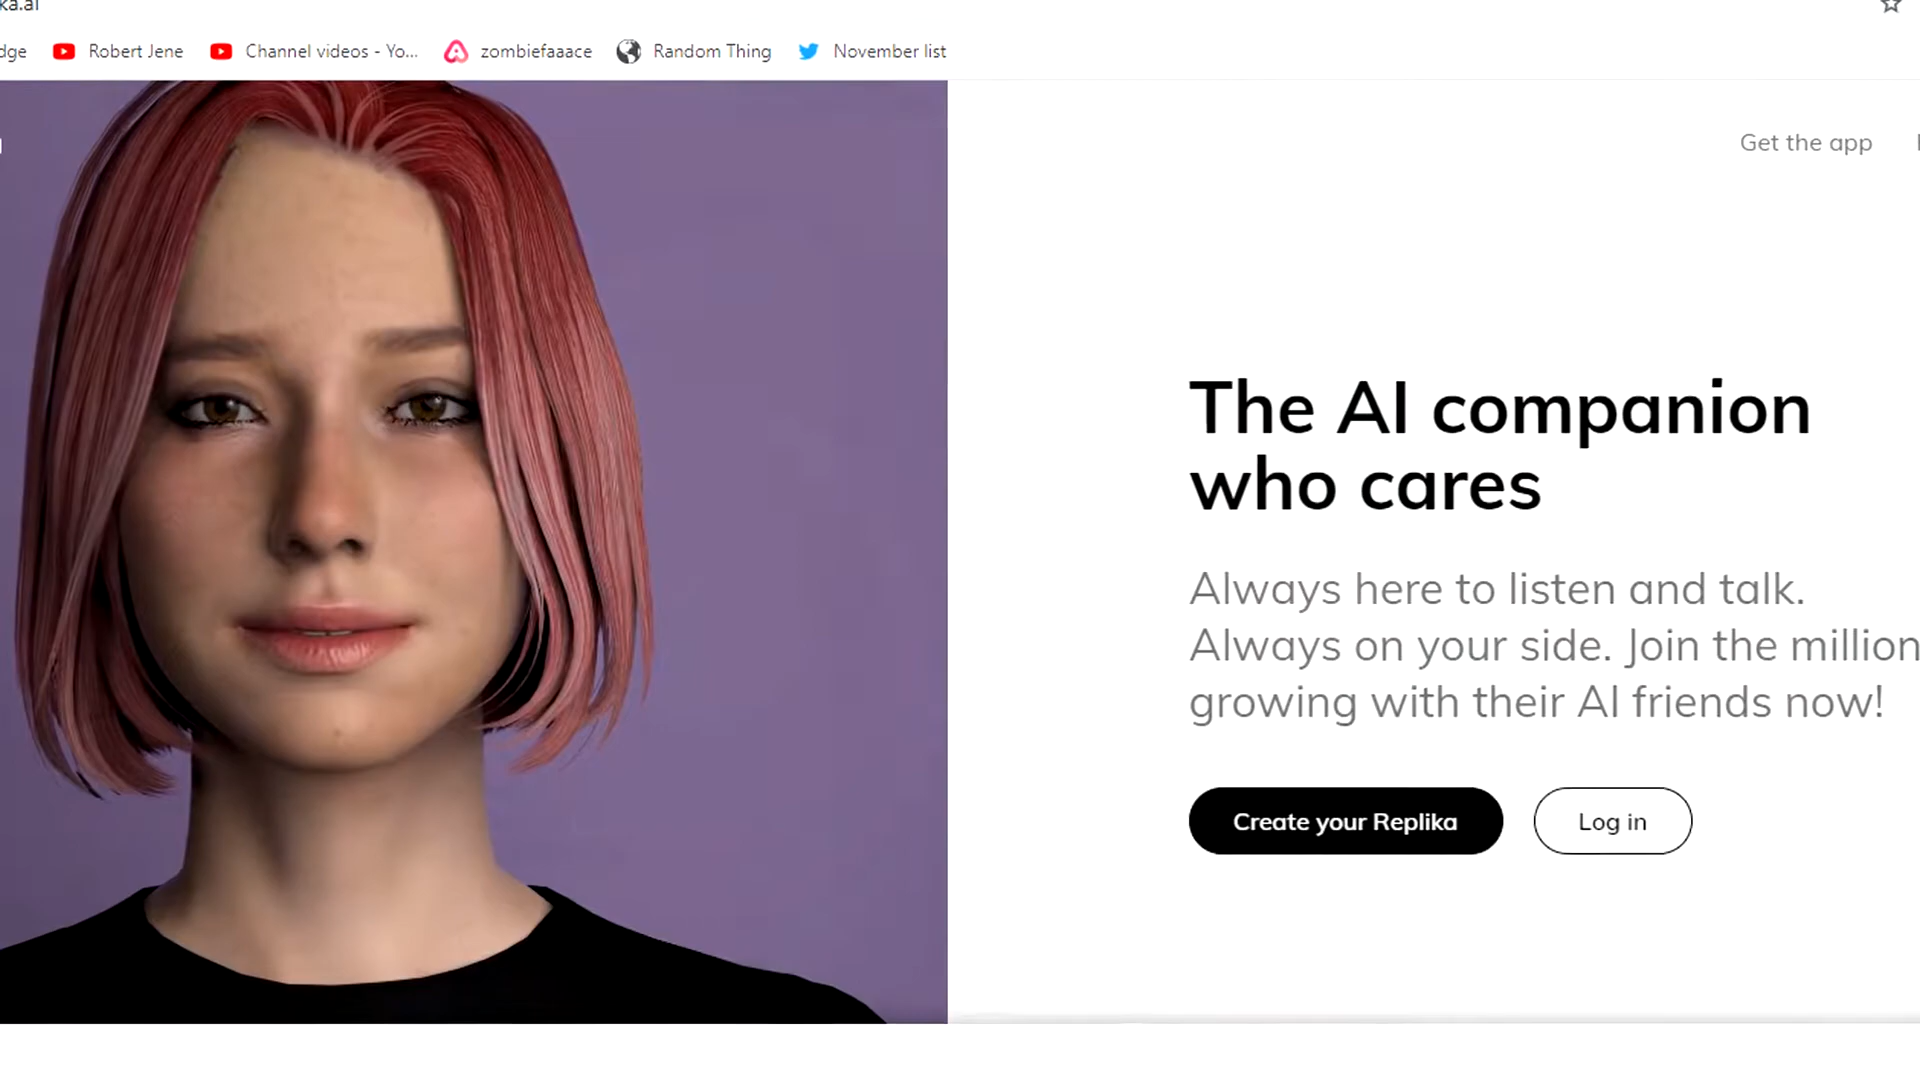 ka.ai
dge Robert Jene Channel videos - Yo... zombiefaaace Random Thing November list
Get the app
The AI companion
who cares
Always here to listen and talk.
Always on your side. Join the million
growing with their AI friends now!
Create your Replika Log in